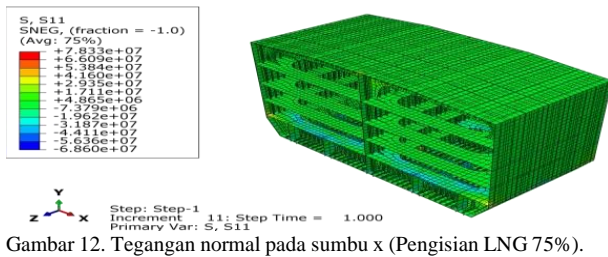 S, S11
SNEG, (fraction = -1.0)
(Avg: 75%)
+7.833e+07
+6.609e+07
+5.384e+07
+4.160e+07
+2.935e+07
+1.711e+07
+4.865e+06
-7.379e+06
-1.962e+07
-3.187e+07
-4.411e+07
-5.636e+07
-6.860e+07
Y
Z X
Step: Step-1
Increment 11: Step Time = 1.000
Primary Var: S, S11
Gambar 12. Tegangan normal pada sumbu x (Pengisian LNG 75%).